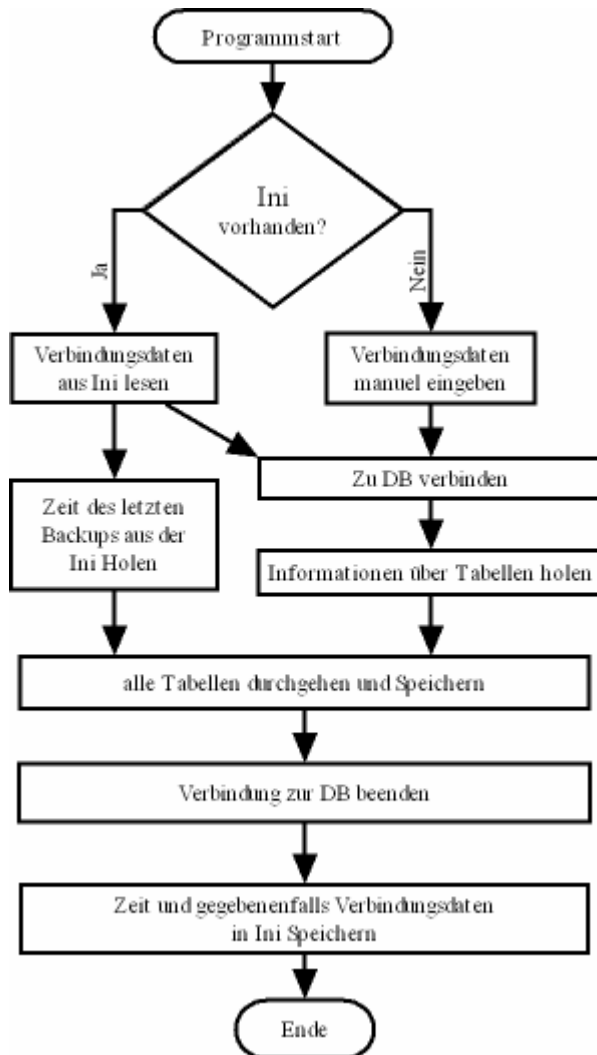 Programmstart
Ini
vorhanden?
Ja
Nein
Verbindungsdaten
aus Ini lesen
Verbindungsdaten
manuel eingeben
Zu DB verbinden
Zeit des letzten
Backups aus der
Ini Holen
Informationen über Tabellen holen
alle Tabellen durchgehen und Speichern
Verbindung zur DB beenden
Zeit und gegebenenfalls Verbindungsdaten
in Ini Speichern
Ende